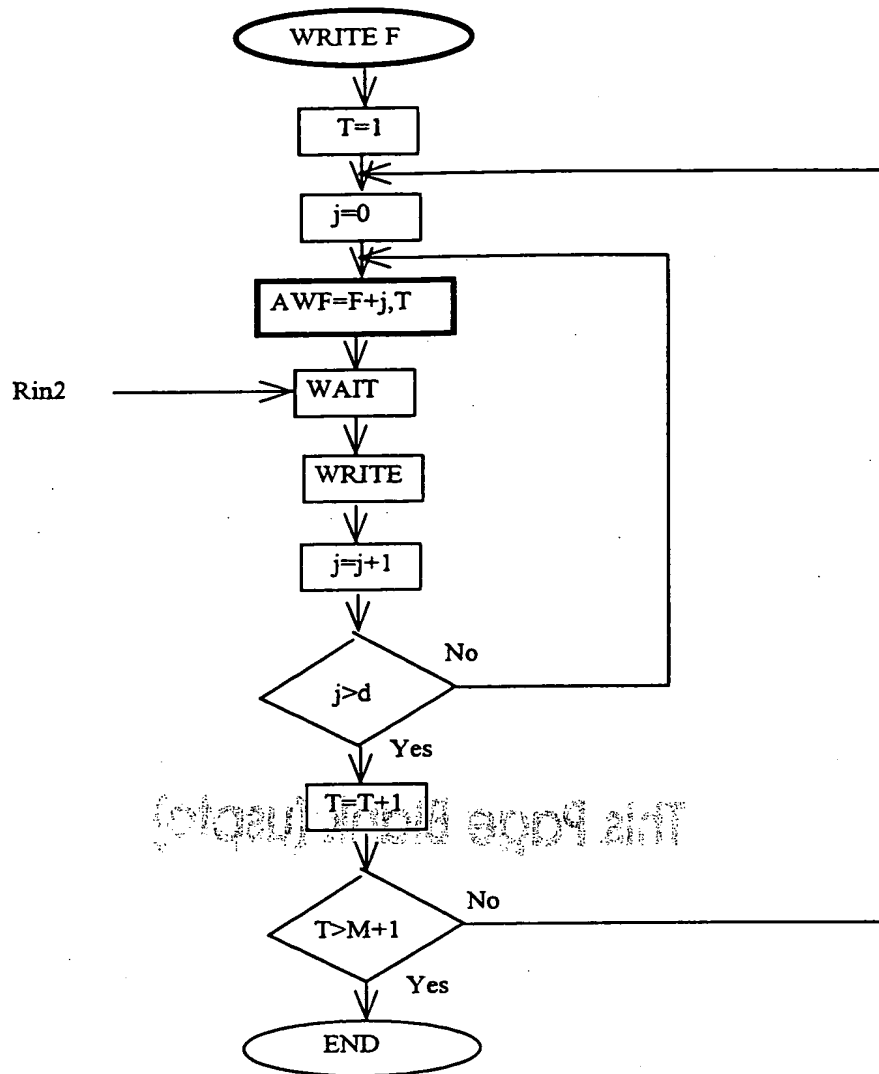 WRITE F
T=1
j=0
AWF=F+j,T
Rin2
WAIT
WRITE
j=j+1
No
j>d
Yes
T=T+1
This Page Blank (uspto)
No
T>M+1
Yes
END